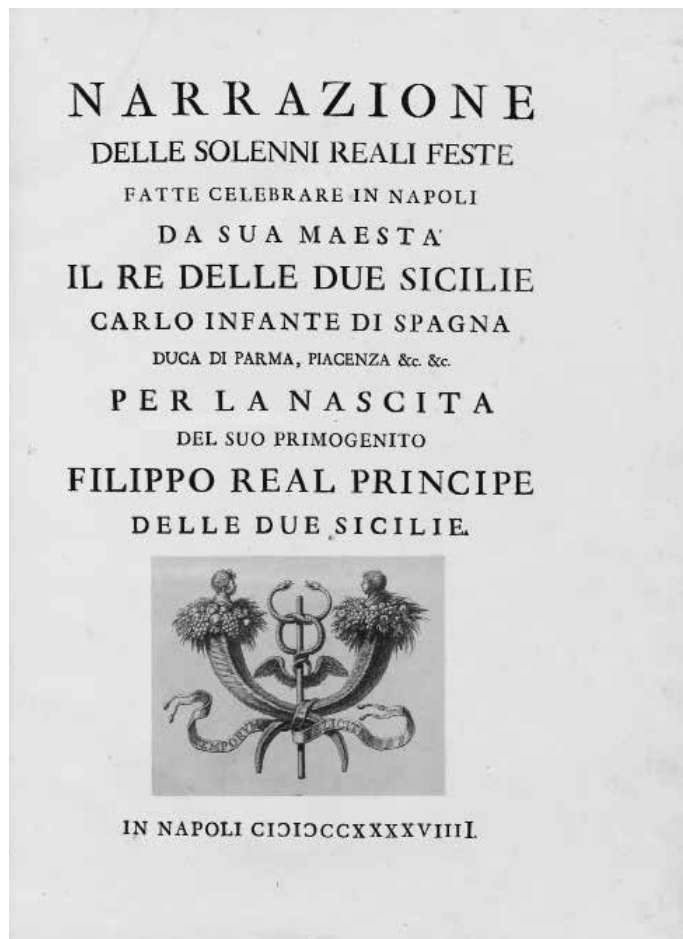 NARRAZIONE
DELLE SOLENNI REALI FESTE
FATTE CELEBRARE IN NAPOLI
DA SUA MAESTA'
IL RE DELLE DUE SICILIE
CARLO INFANTE DI SPAGNA
DUCA DI PARMA, PIACENZA &c. &c.
PER LA NASCITA
DEL SUO PRIMOGENITO
FILIPPO REAL PRINCIPE
DELLE DUE SICILIE.
TEMPORVM FELICITAS
IN NAPOLI CIↃIↃCCXXXXVIIII.